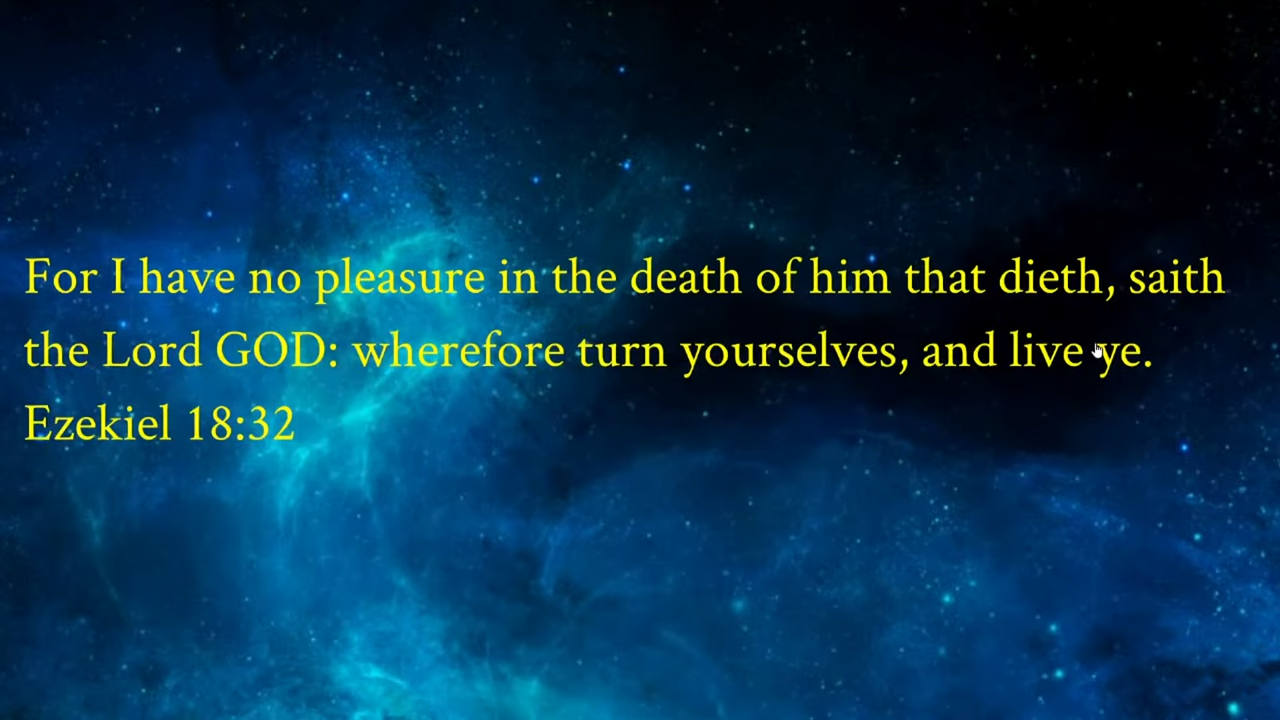 For I have no pleasure in the death of him that dieth, saith
the Lord GOD: wherefore turn yourselves, and live ye.
Ezekiel 18:32